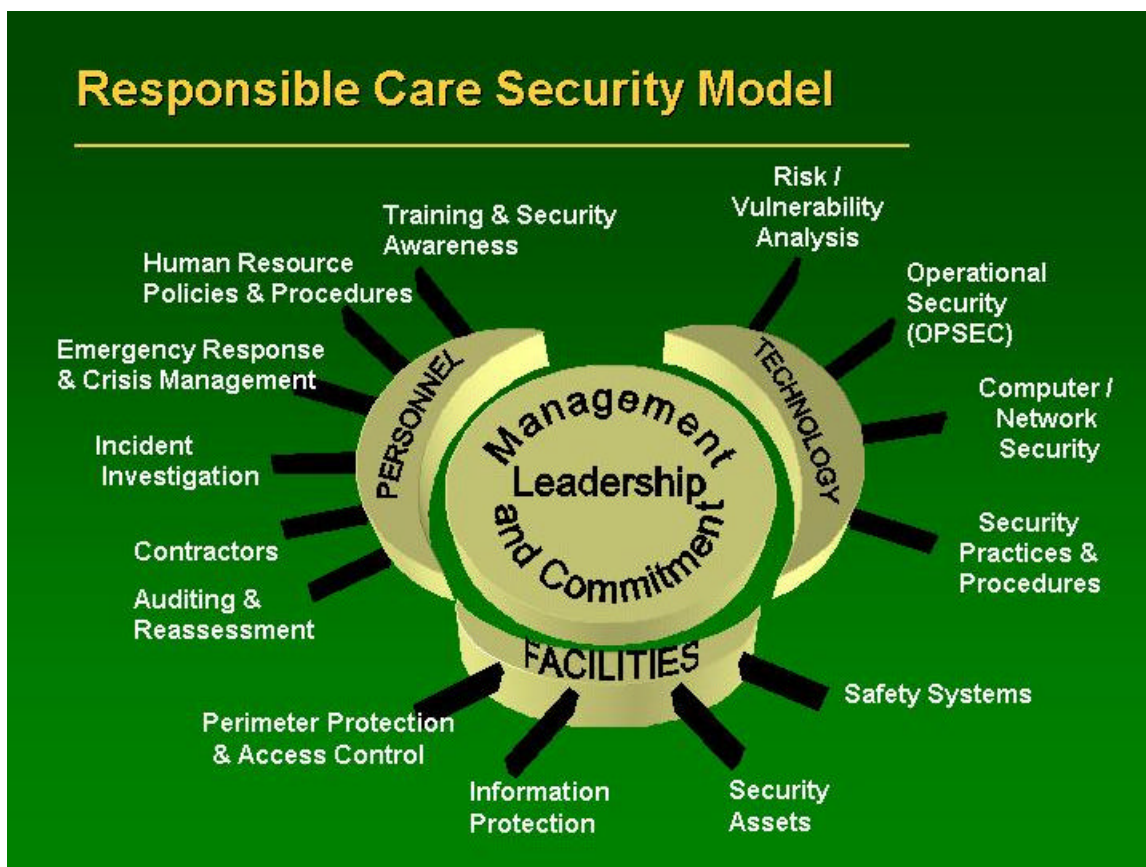 Responsible Care Security Model
Training & Security
Awareness
Human Resource
Policies & Procedures
Emergency Response
& Crisis Management
Incident
Investigation
Contractors
Auditing &
Reassessment
PERSONNEL
Management
Leadership
and Commitment
TECHNOLOGY
Risk /
Vulnerability
Analysis
Operational
Security
(OPSEC)
Computer /
Network
Security
Security
Practices &
Procedures
FACILITIES
Perimeter Protection
& Access Control
Information
Protection
Security
Assets
Safety Systems